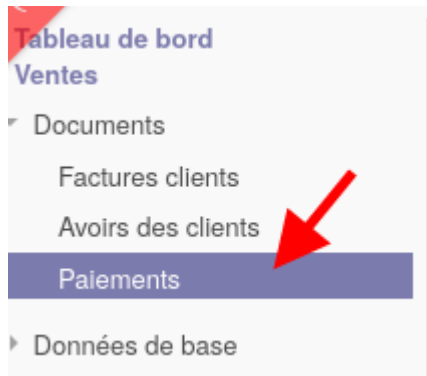 Tableau de bord
Ventes
Documents
Factures clients
Avoirs des clients
Paiements
Données de base